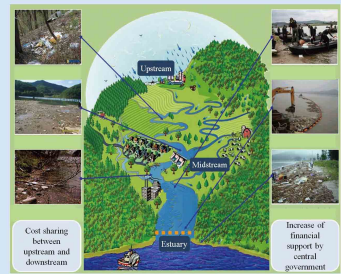 Upstream
Midstream
Estuary
Cost sharing
between
upstream and
downstream
Increase of
financial
support by
central
government